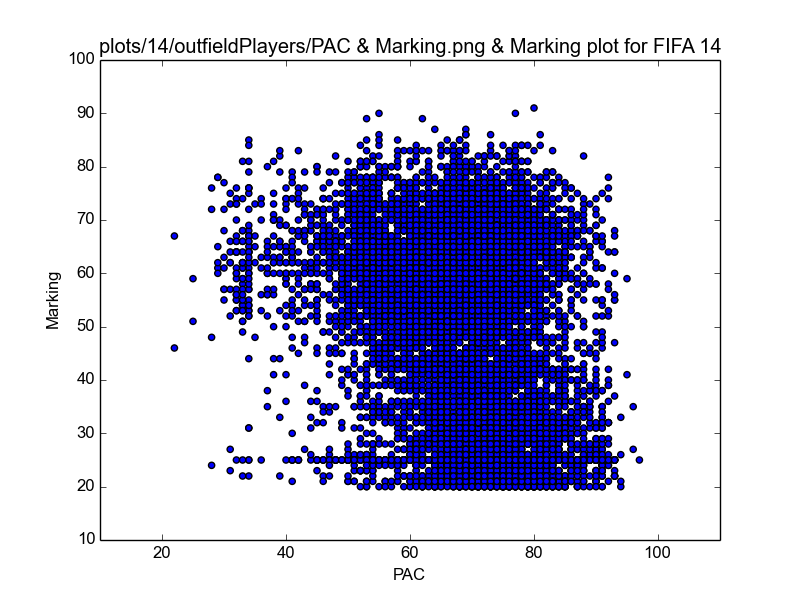 plots/14/outfieldPlayers/PAC & Marking.png & Marking plot for FIFA 14
100
90
80
70
60
50
40
30
20
10
Marking
20 40 60 80 100
PAC